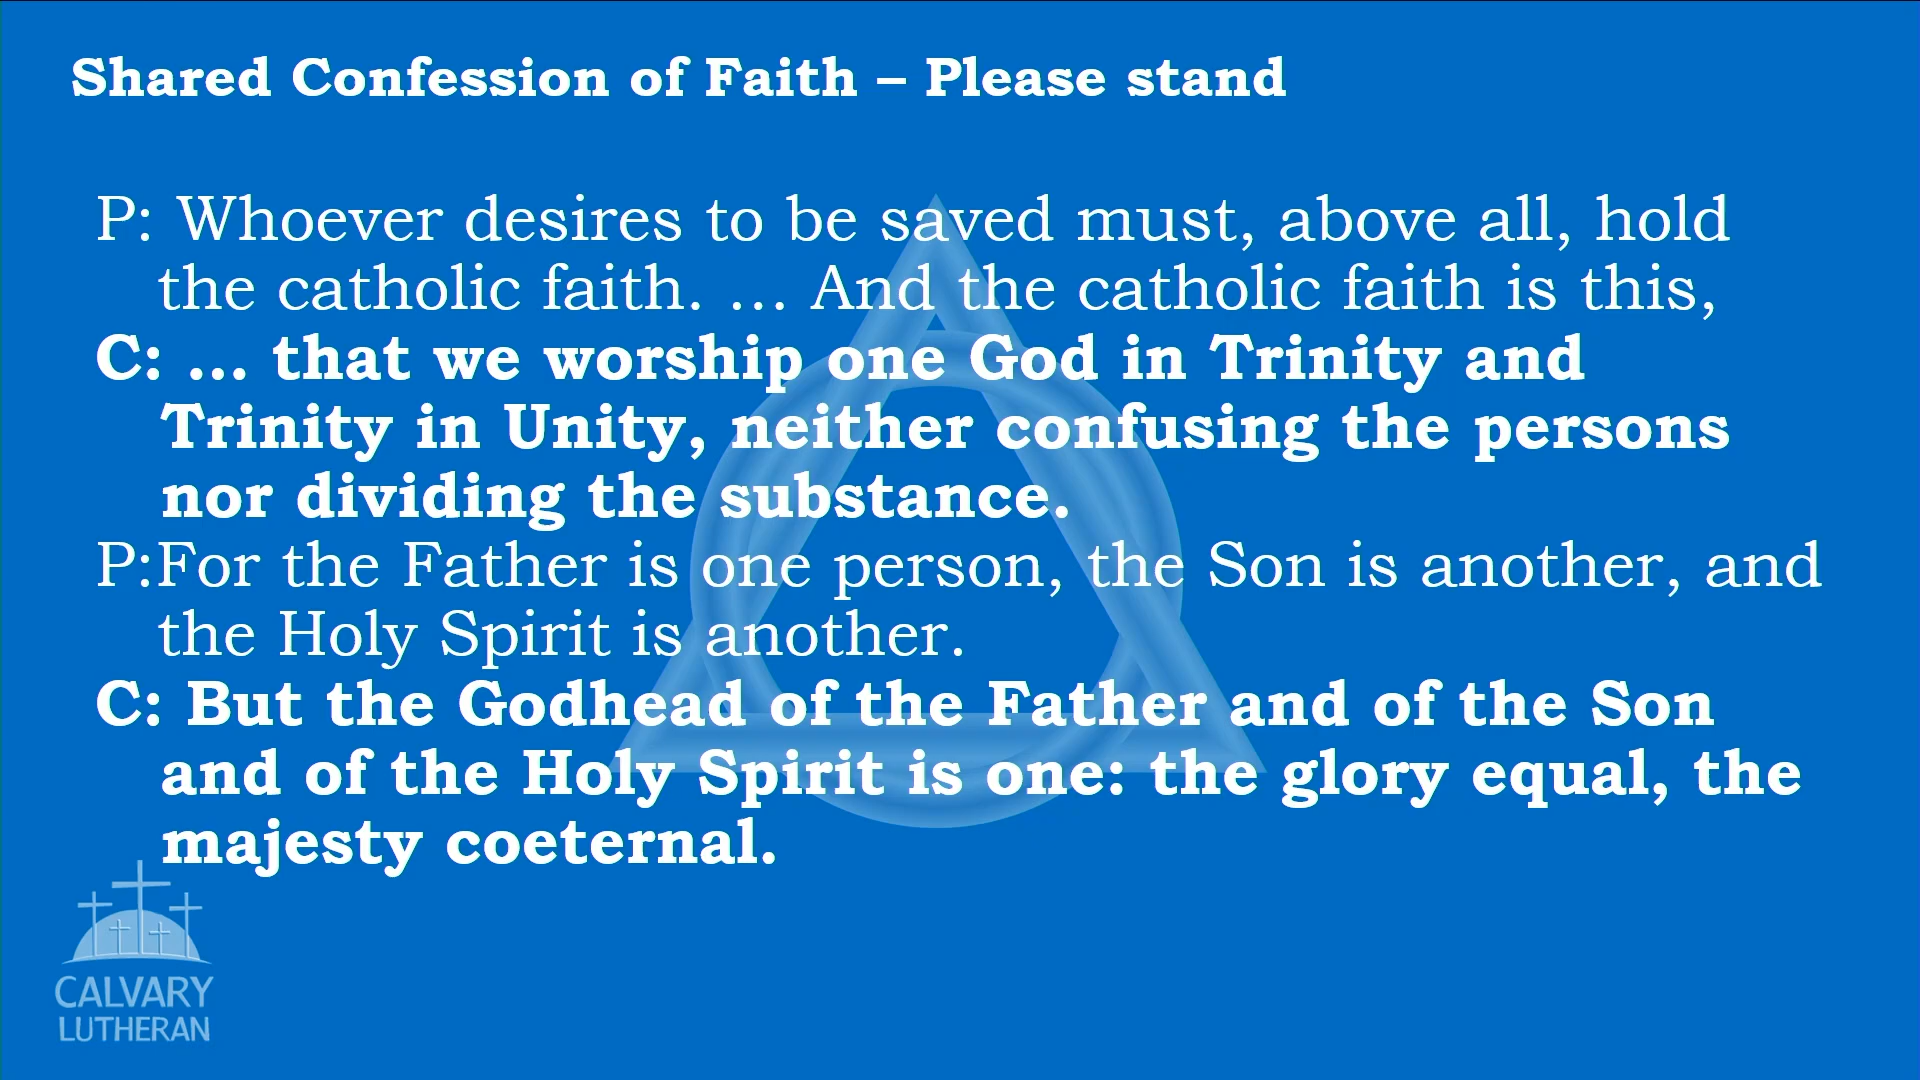 Shared Confession of Faith – Please stand
P: Whoever desires to be saved must, above all, hold
the catholic faith. … And the catholic faith is this,
C: … that we worship one God in Trinity and
Trinity in Unity, neither confusing the persons
nor dividing the substance.
P:For the Father is one person, the Son is another, and
the Holy Spirit is another.
C: But the Godhead of the Father and of the Son
and of the Holy Spirit is one: the glory equal, the
majesty coeternal.
CALVARY
LUTHERAN